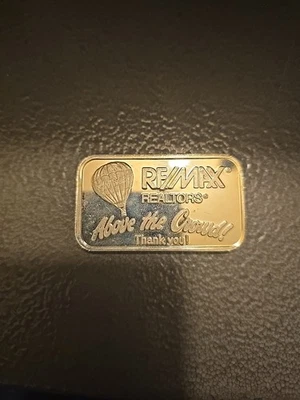 RE/MAX®
REALTORS®
Above the Crowd!
Thank you!